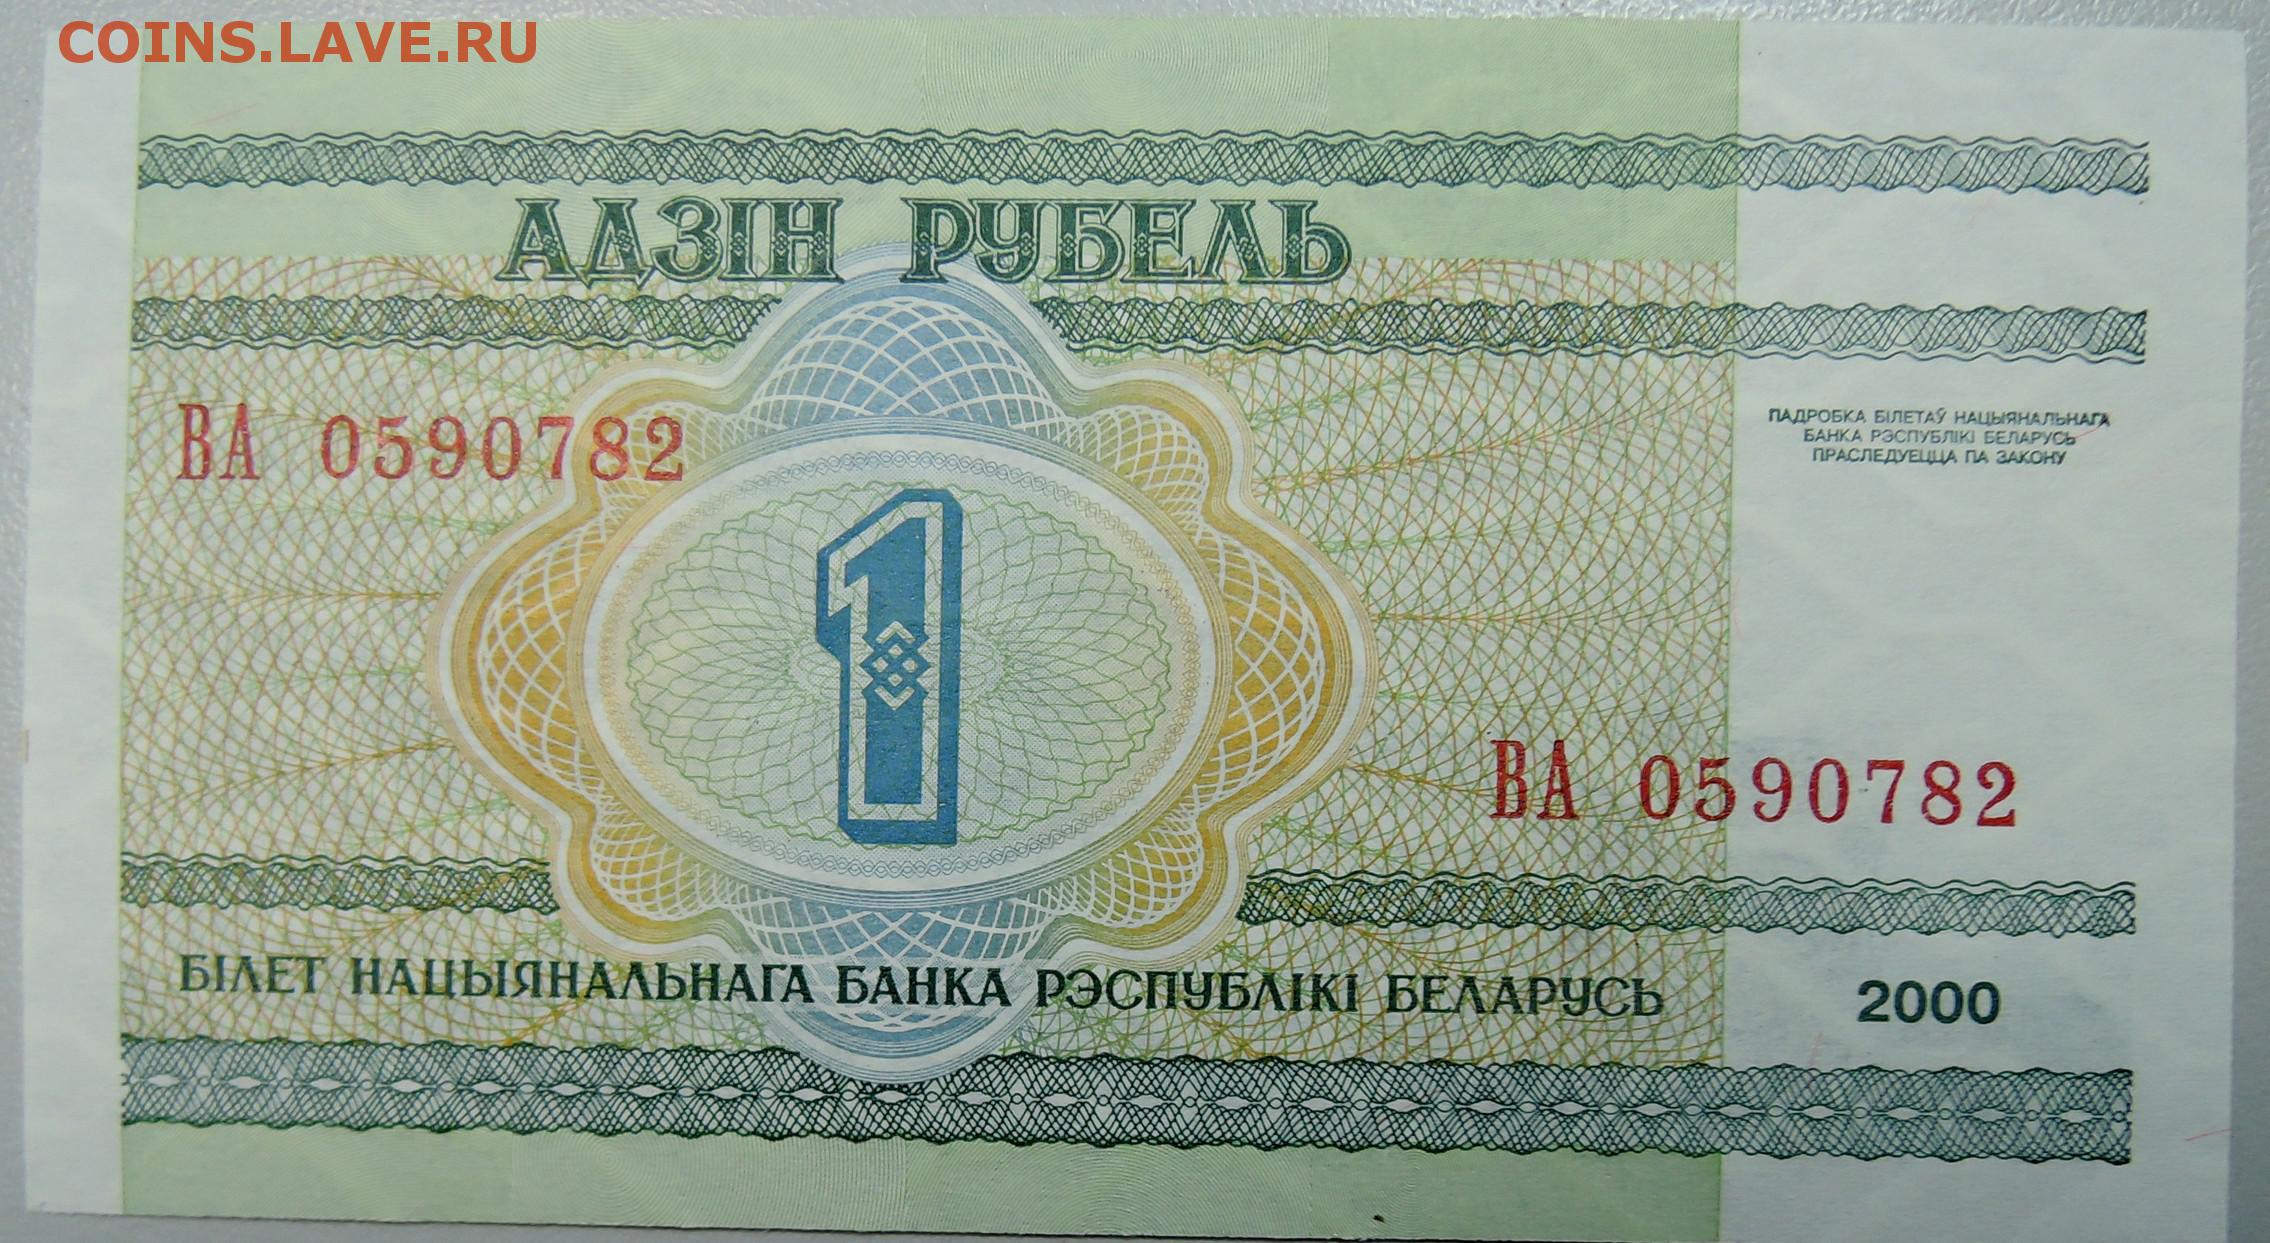 COINS.LAVE.RU
АДЗІН РУБЕЛЬ
ВА 0590782
ПАДРОБКА БІЛЕТАЎ НАЦЫЯНАЛЬНАГА
БАНКА РЭСПУБЛІКІ БЕЛАРУСЬ
ПРАСЛЕДУЕЦЦА ПА ЗАКОНУ
1
ВА 0590782
БІЛЕТ НАЦЫЯНАЛЬНАГА БАНКА РЭСПУБЛІКІ БЕЛАРУСЬ 2000